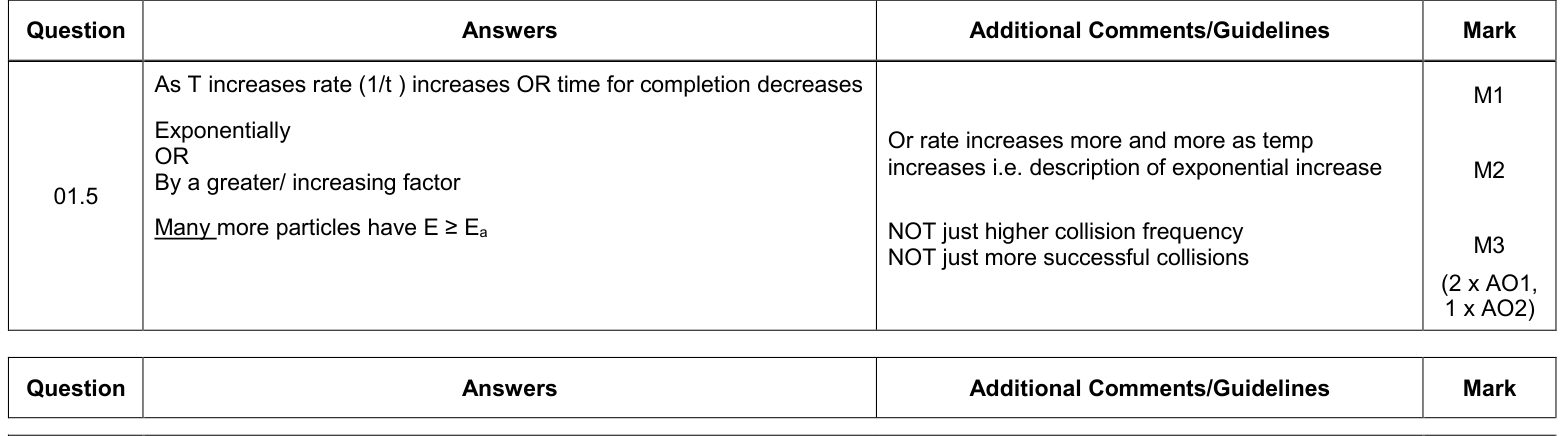 Question Answers Additional Comments/Guidelines Mark
01.5
As T increases rate (1/t ) increases OR time for completion decreases
Exponentially
OR
By a greater/ increasing factor
Many more particles have E ≥ Eₐ
Or rate increases more and more as temp
increases i.e. description of exponential increase
NOT just higher collision frequency
NOT just more successful collisions
M1
M2
M3
(2 x AO1,
1 x AO2)
Question Answers Additional Comments/Guidelines Mark